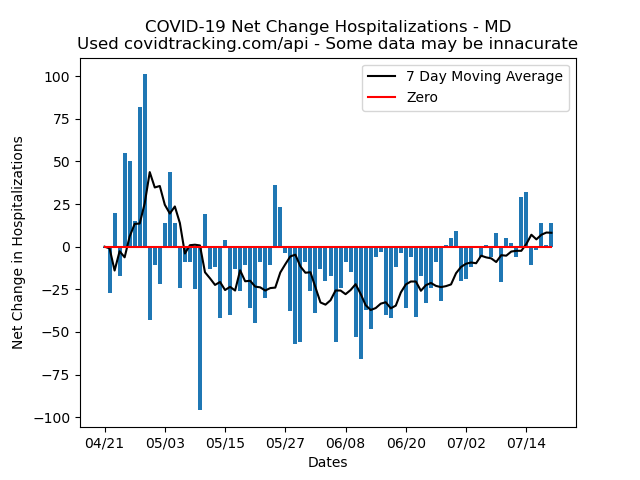 COVID-19 Net Change Hospitalizations - MD
Used covidtracking.com/api - Some data may be innacurate
7 Day Moving Average
Zero
Net Change in Hospitalizations
100
75
50
25
0
−25
−50
−75
−100
04/21 05/03 05/15 05/27 06/08 06/20 07/02 07/14
Dates